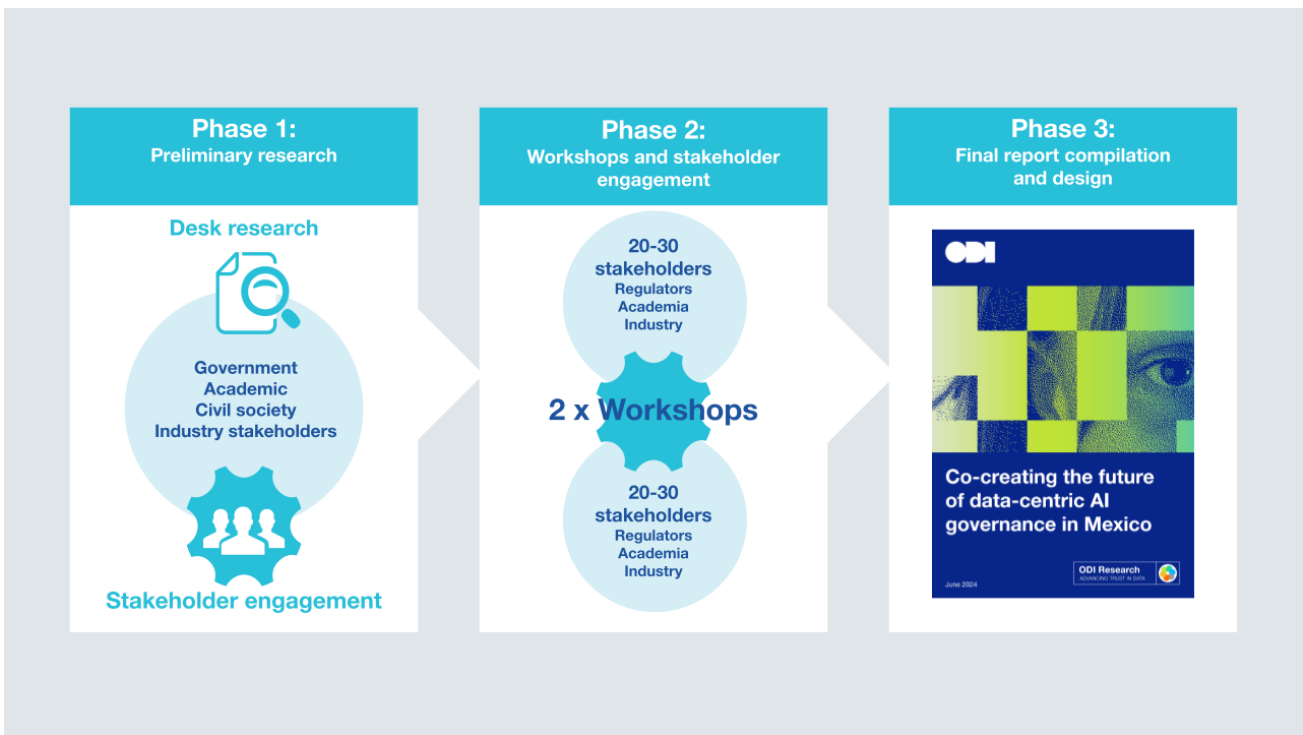 Phase 1:
Preliminary research
Desk research
Government
Academic
Civil society
Industry stakeholders
Stakeholder engagement
Phase 2:
Workshops and stakeholder
engagement
20-30
stakeholders
Regulators
Academia
Industry
2 x Workshops
20-30
stakeholders
Regulators
Academia
Industry
Phase 3:
Final report compilation
and design
ODI
Co-creating the future
of data-centric AI
governance in Mexico
June 2024
ODI Research
ADVANCING TRUST IN DATA